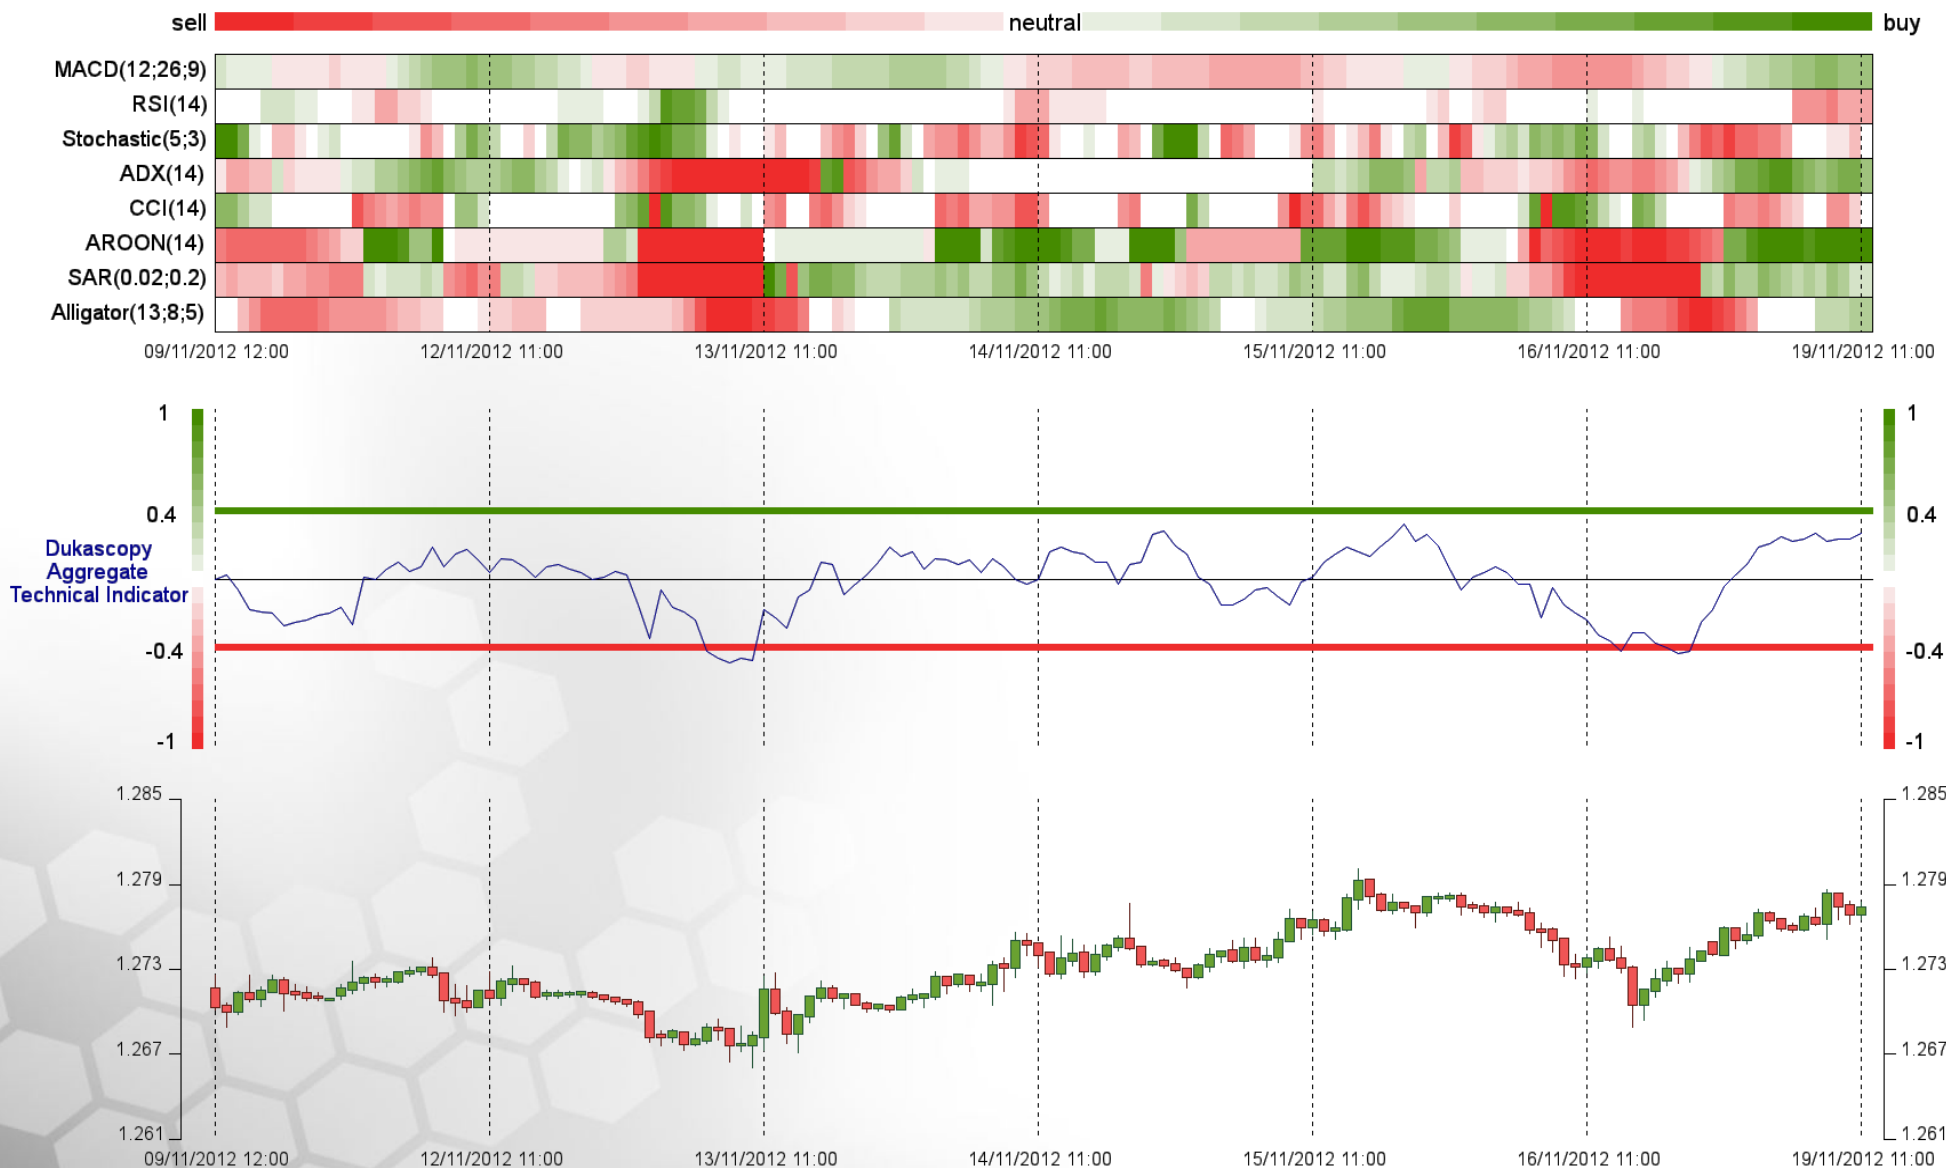 sell neutral buy
MACD(12;26;9)
RSI(14)
Stochastic(5;3)
ADX(14)
CCI(14)
AROON(14)
SAR(0.02;0.2)
Alligator(13;8;5)
09/11/2012 12:00 12/11/2012 11:00 13/11/2012 11:00 14/11/2012 11:00 15/11/2012 11:00 16/11/2012 11:00 19/11/2012 11:00
1 1
0.4 0.4
Dukascopy
Aggregate
Technical Indicator
-0.4 -0.4
-1 -1
1.285 1.285
1.279 1.279
1.273 1.273
1.267 1.267
1.261 1.261
09/11/2012 12:00 12/11/2012 11:00 13/11/2012 11:00 14/11/2012 11:00 15/11/2012 11:00 16/11/2012 11:00 19/11/2012 11:00